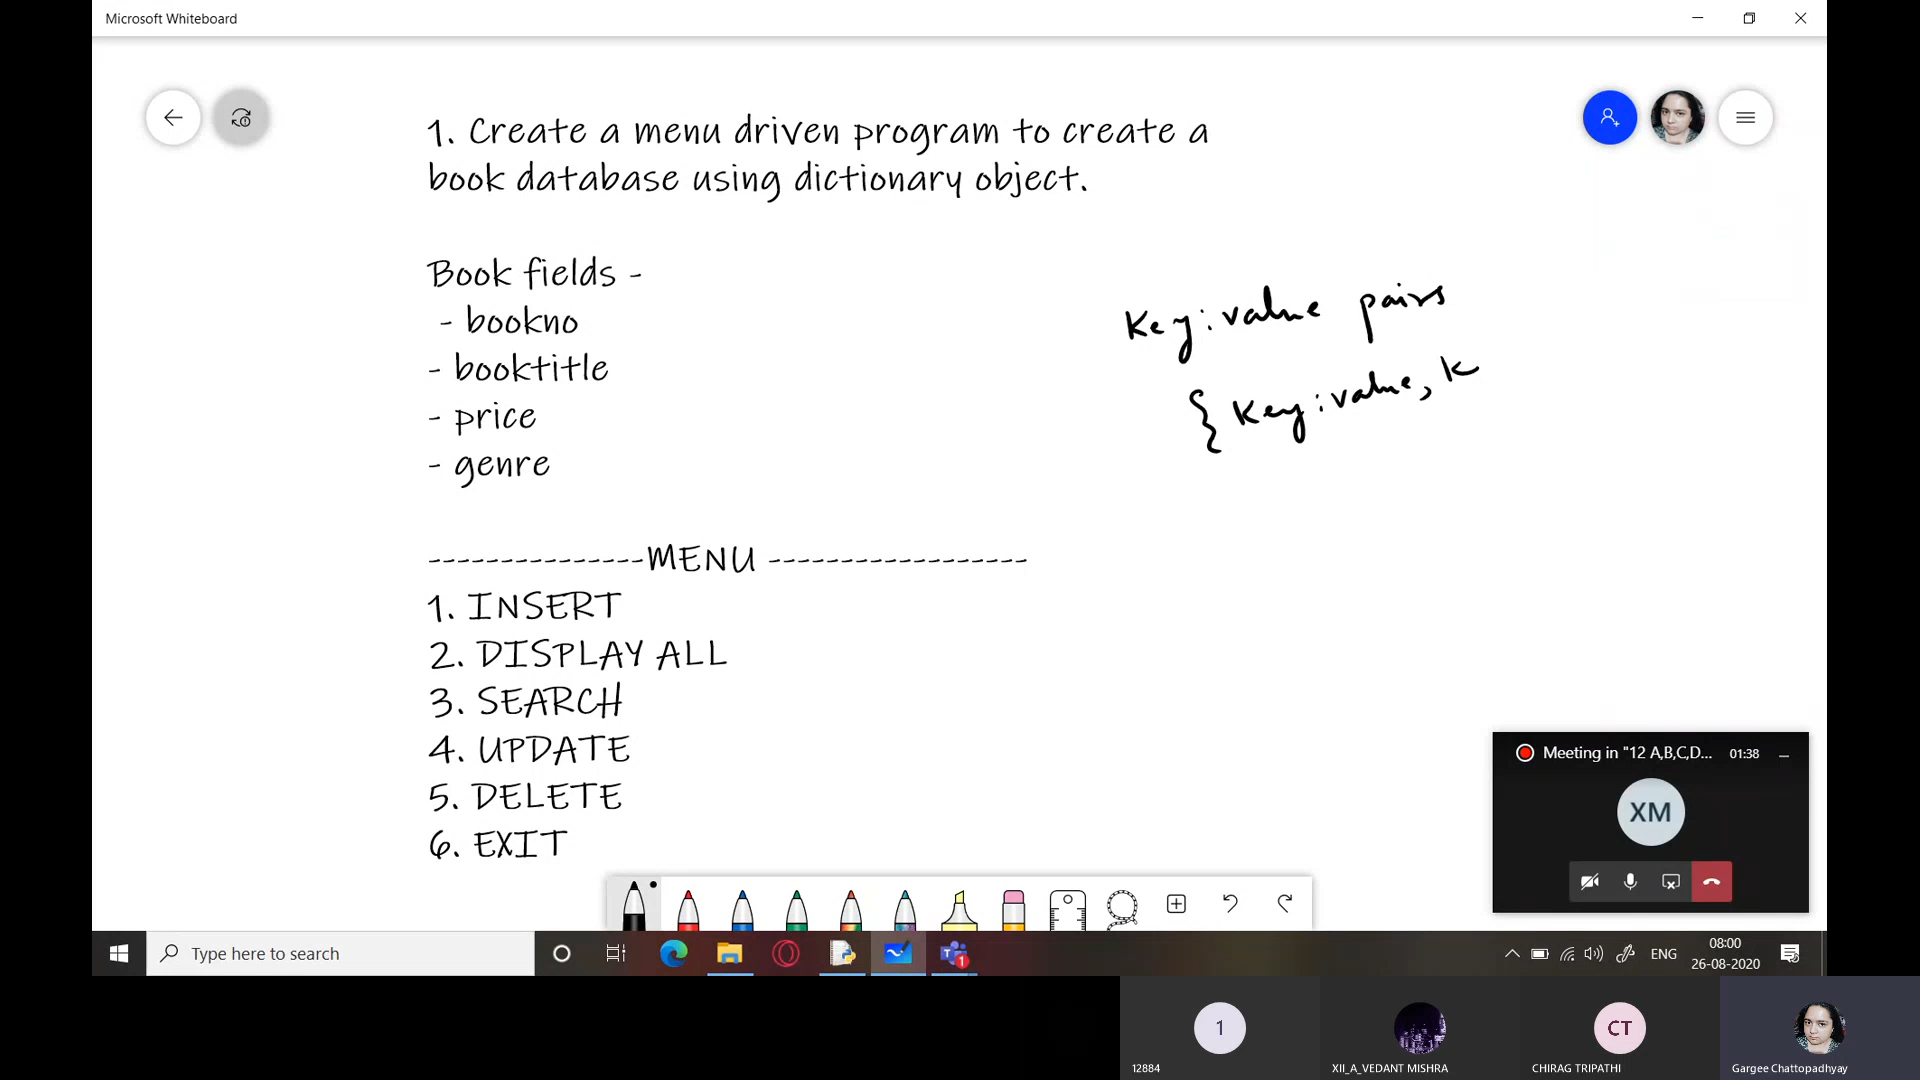 Microsoft Whiteboard
1. Create a menu driven program to create a
book database using dictionary object.
Book fields -
- bookno
- booktitle
- price
- genre
Key:value pairs
{ Key:value, k
---------------MENU ------------------
1. INSERT
2. DISPLAY ALL
3. SEARCH
4. UPDATE
5. DELETE
6. EXIT
Meeting in "12 A,B,C,D... 01:38
XM
Type here to search
1
ENG
08:00
26-08-2020
1
CT
12884
XII_A_VEDANT MISHRA
CHIRAG TRIPATHI
Gargee Chattopadhyay